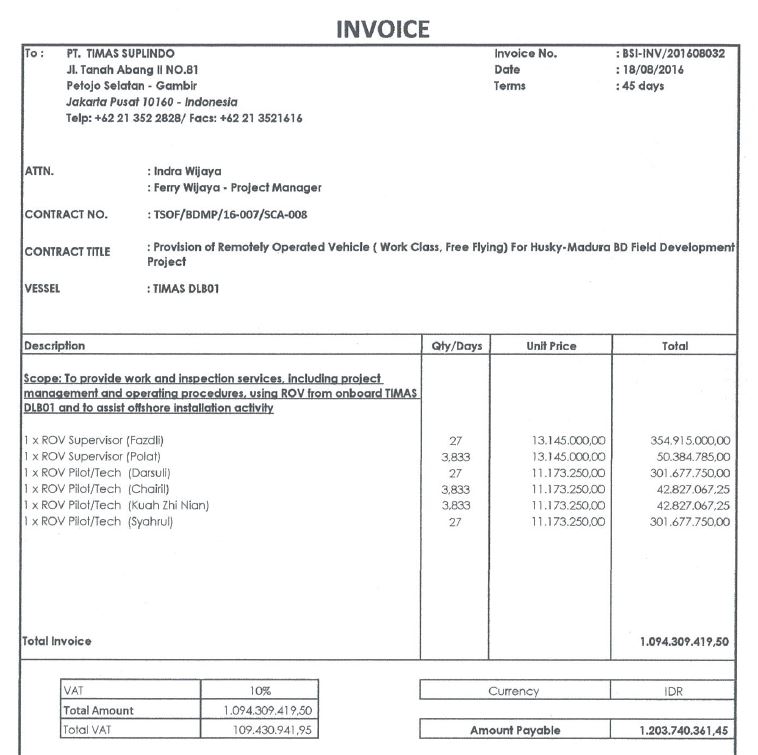 INVOICE
To : PT. TIMAS SUPLINDO Invoice No. : BSI-INV/201608032
Jl. Tanah Abang II NO.81 Date : 18/08/2016
Petojo Selatan - Gambir Terms : 45 days
Jakarta Pusat 10160 - Indonesia
Telp: +62 21 352 2828/ Facs: +62 21 3521616
ATTN. : Indra Wijaya
: Ferry Wijaya - Project Manager
CONTRACT NO. : TSOF/BDMP/16-007/SCA-008
CONTRACT TITLE : Provision of Remotely Operated Vehicle ( Work Class, Free Flying) For Husky-Madura BD Field Development
Project
VESSEL : TIMAS DLB01
Description Qty/Days Unit Price Total
Scope: To provide work and inspection services, including project
management and operating procedures, using ROV from onboard TIMAS
DLB01 and to assist offshore installation activity
1 x ROV Supervisor (Fazdli) 27 13.145.000,00 354.915.000,00
1 x ROV Supervisor (Polat) 3,833 13.145.000,00 50.384.785,00
1 x ROV Pilot/Tech (Darsuli) 27 11.173.250,00 301.677.750,00
1 x ROV Pilot/Tech (Chairil) 3,833 11.173.250,00 42.827.067,25
1 x ROV Pilot/Tech (Kuah Zhi Nian) 3,833 11.173.250,00 42.827.067,25
1 x ROV Pilot/Tech (Syahrul) 27 11.173.250,00 301.677.750,00
Total Invoice 1.094.309.419,50
VAT 10% Currency IDR
Total Amount 1.094.309.419,50
Total VAT 109.430.941,95 Amount Payable 1.203.740.361,45